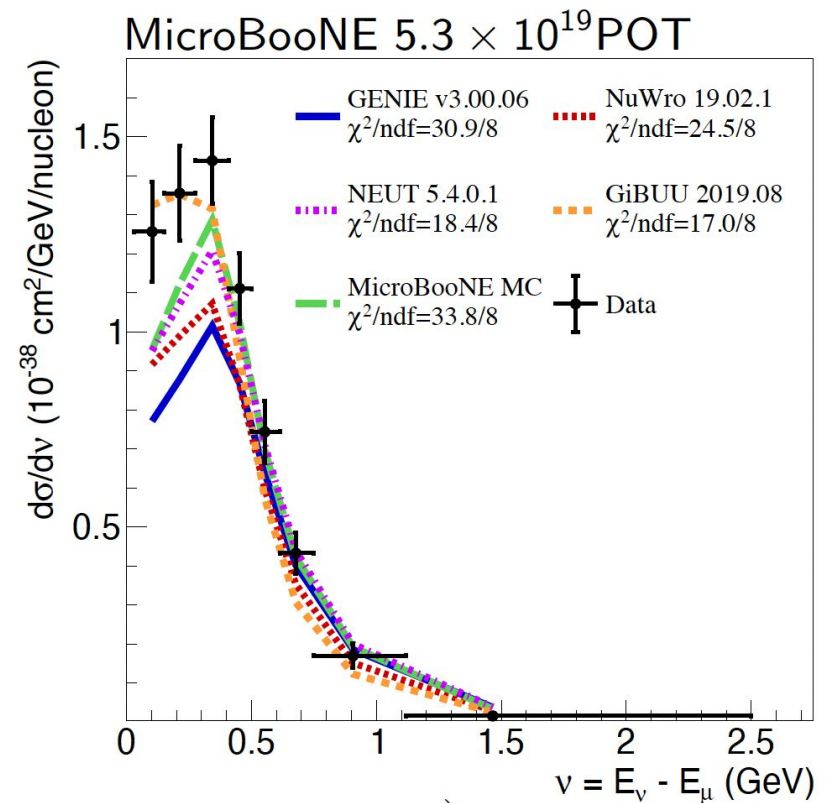 MicroBooNE 5.3 × 10¹⁹POT
dσ/dν (10⁻³⁸ cm²/GeV/nucleon)
1.5
1
0.5
GENIE v3.00.06
χ²/ndf=30.9/8
NuWro 19.02.1
χ²/ndf=24.5/8
NEUT 5.4.0.1
χ²/ndf=18.4/8
GiBUU 2019.08
χ²/ndf=17.0/8
MicroBooNE MC
χ²/ndf=33.8/8
Data
0 0.5 1 1.5 2 2.5
ν = Eν - Eμ (GeV)